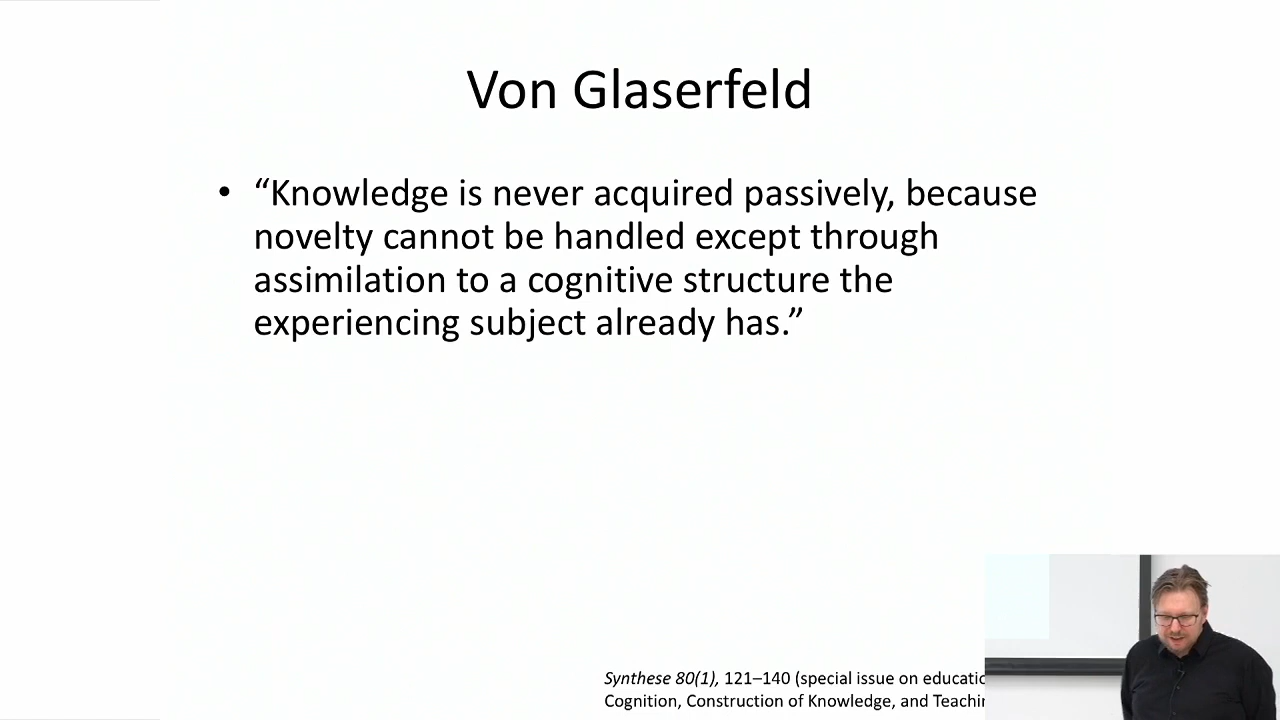 Von Glaserfeld
• “Knowledge is never acquired passively, because
novelty cannot be handled except through
assimilation to a cognitive structure the
experiencing subject already has.”
Synthese 80(1), 121–140 (special issue on
Cognition, Construction of Knowledge, and